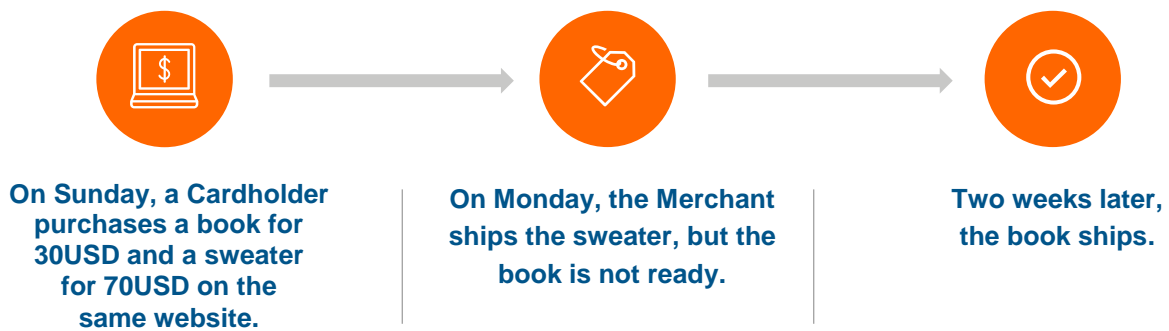 $
On Sunday, a Cardholder
purchases a book for
30USD and a sweater
for 70USD on the
same website.
On Monday, the Merchant
ships the sweater, but the
book is not ready.
Two weeks later,
the book ships.